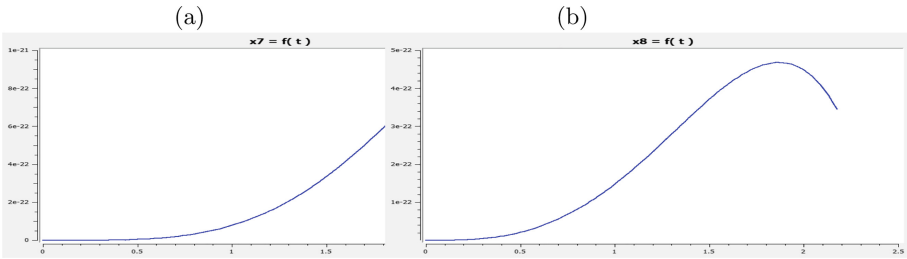 (a) (b)
x7 = f( t ) x8 = f( t )
1e-21
8e-22
6e-22
4e-22
2e-22
0
0 0.5 1 1.5
5e-22
4e-22
3e-22
2e-22
1e-22
0 0.5 1 1.5 2 2.5